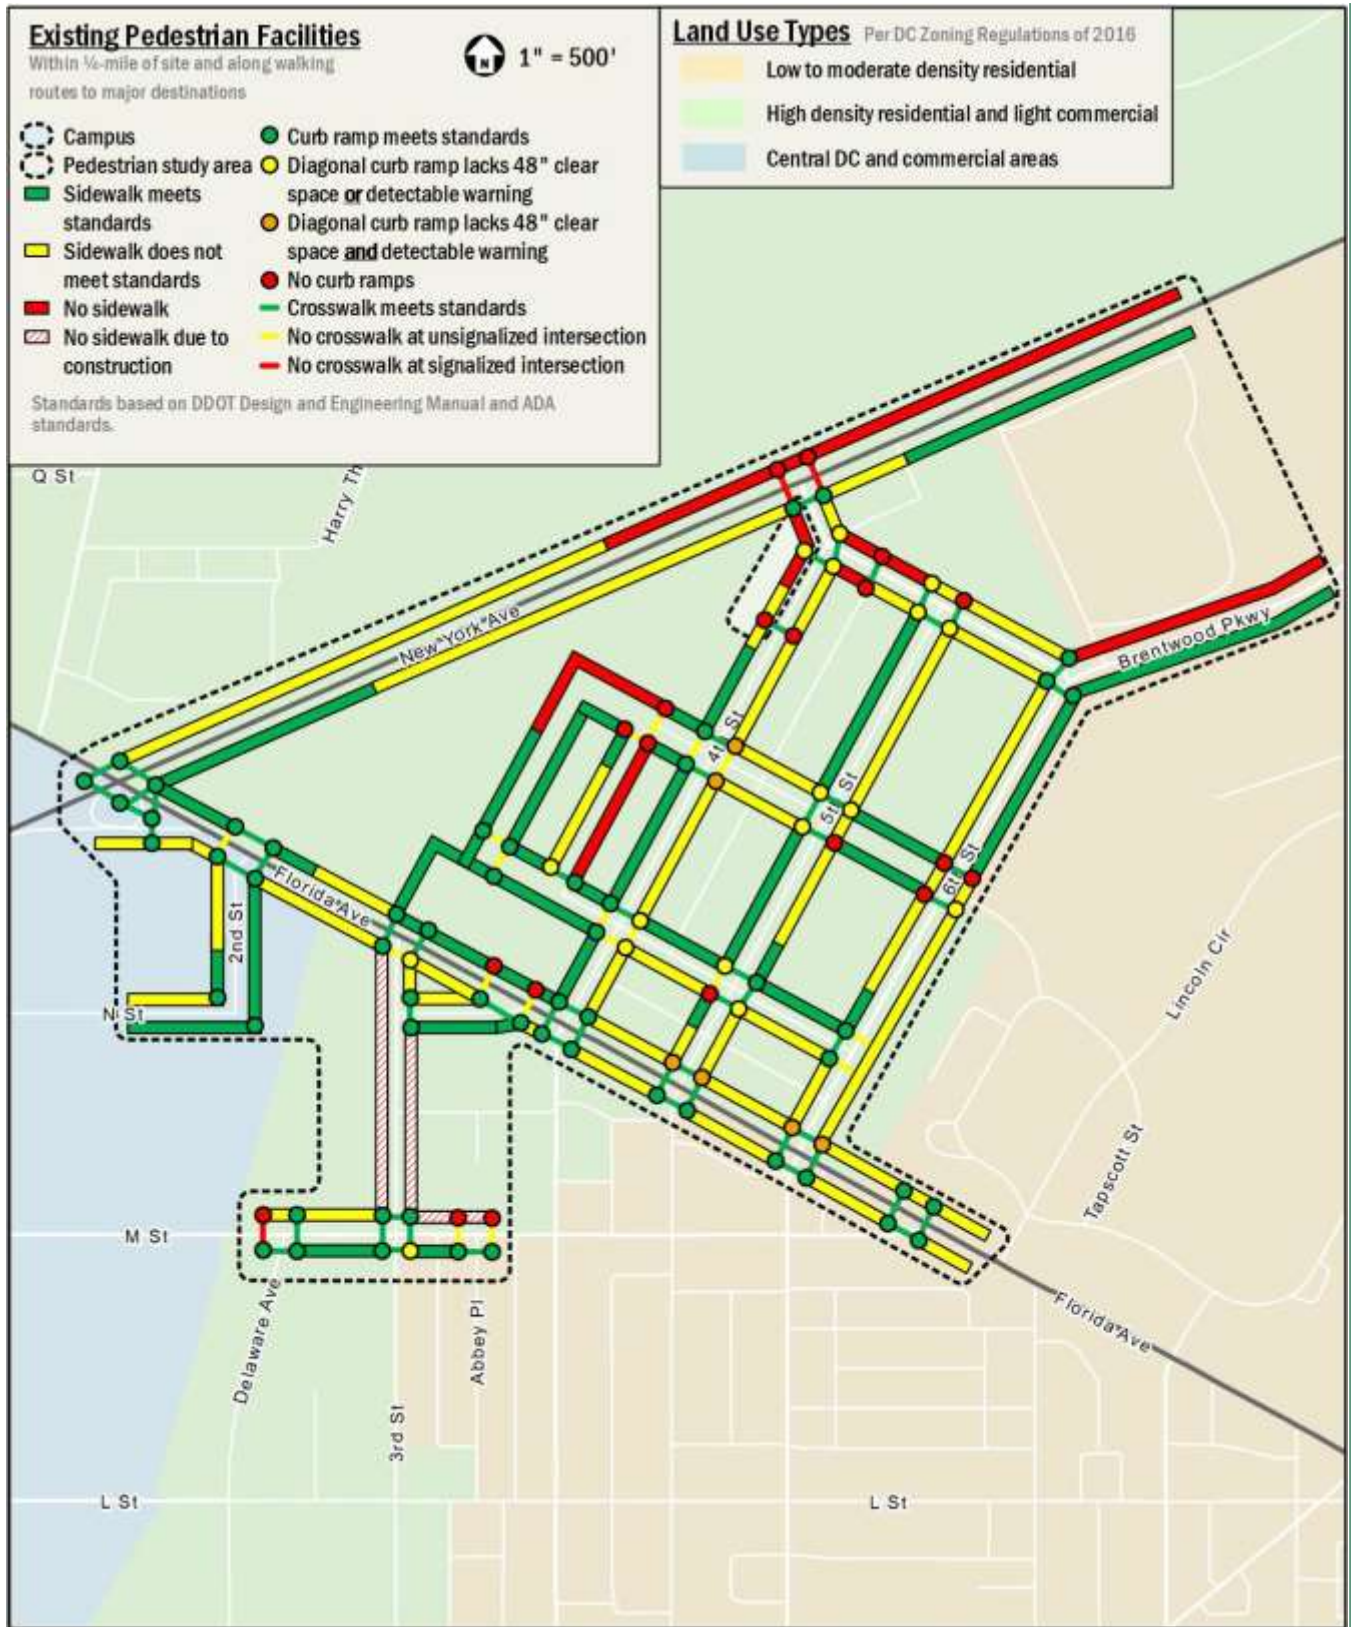 Existing Pedestrian Facilities
Within ¼-mile of site and along walking
routes to major destinations
N
1" = 500'
Campus
Pedestrian study area
Sidewalk meets
standards
Sidewalk does not
meet standards
No sidewalk
No sidewalk due to
construction
Curb ramp meets standards
Diagonal curb ramp lacks 48" clear
space or detectable warning
Diagonal curb ramp lacks 48" clear
space and detectable warning
No curb ramps
Crosswalk meets standards
No crosswalk at unsignalized intersection
No crosswalk at signalized intersection
Standards based on DDOT Design and Engineering Manual and ADA
standards.
Land Use Types Per DC Zoning Regulations of 2016
Low to moderate density residential
High density residential and light commercial
Central DC and commercial areas
Q St
Harry Th
New York Ave
Brentwood Pkwy
4t St
5t St
6t St
Florida Ave
2nd St
N St
Lincoln Cir
Tapscott St
M St
Delaware Ave
Abbey Pl
3rd St
Florida Ave
L St
L St